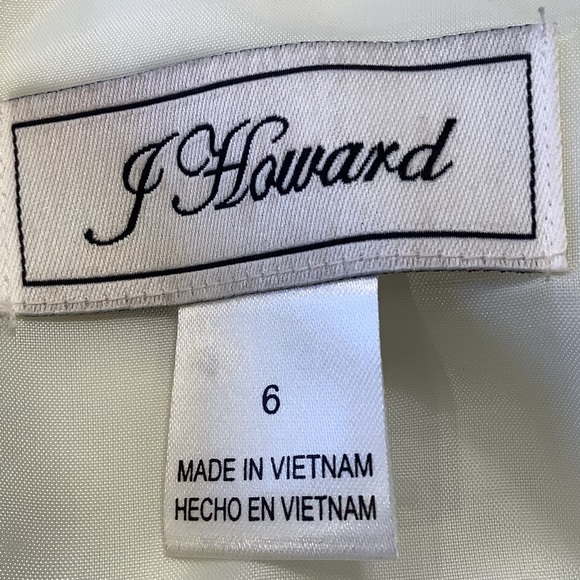 J Howard
6
MADE IN VIETNAM
HECHO EN VIETNAM